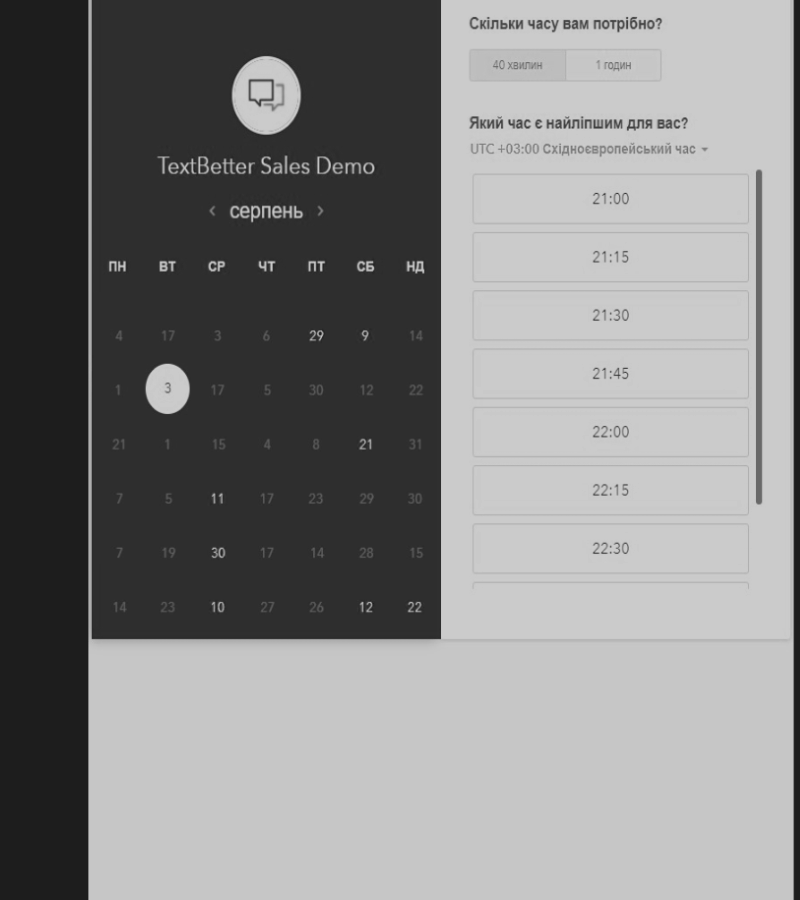 TextBetter Sales Demo
‹ серпень ›
ПН ВТ СР ЧТ ПТ СБ НД
4 17 3 6 29 9 14
1 3 17 5 30 12 22
21 1 15 4 8 21 31
7 5 11 17 23 29 30
7 19 30 17 14 28 15
14 23 10 27 26 12 22
Скільки часу вам потрібно?
40 хвилин 1 годин
Який час є найліпшим для вас?
UTC +03:00 Східноєвропейський час
21:00
21:15
21:30
21:45
22:00
22:15
22:30